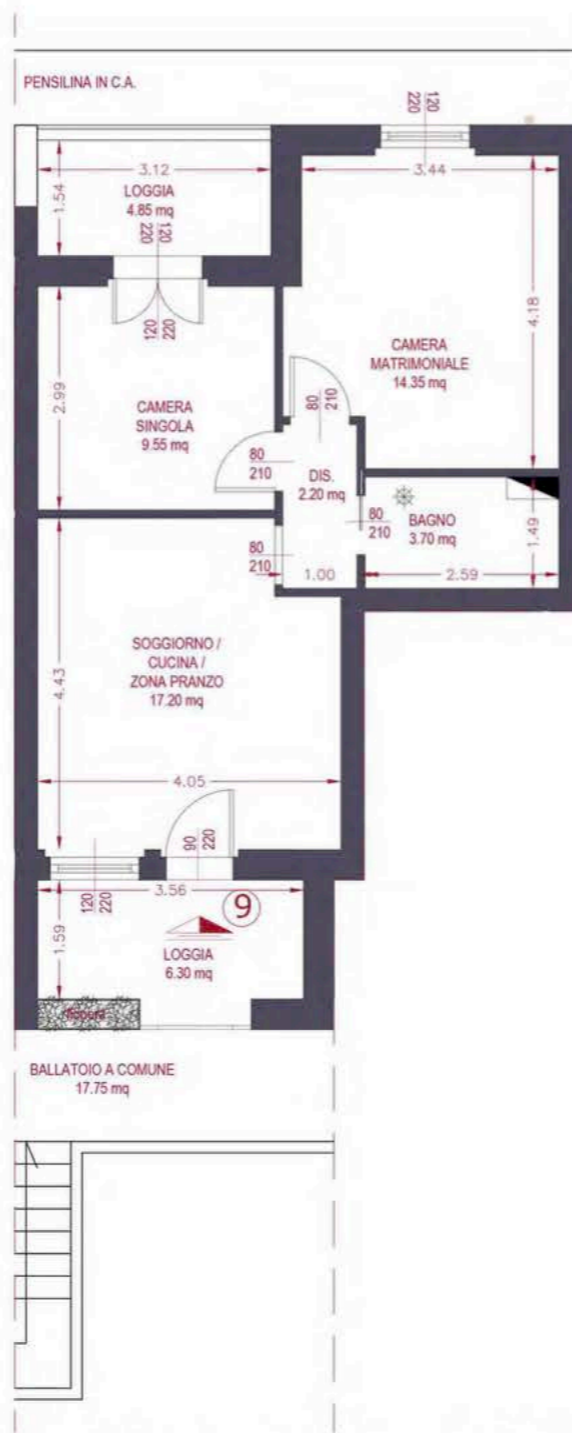 PENSILINA IN C.A.
120
220
3.12
3.44
1.54
LOGGIA
4.85 mq
120
220
120
220
4.18
CAMERA
MATRIMONIALE
14.35 mq
2.99
CAMERA
SINGOLA
9.55 mq
80
210
80
210
DIS.
2.20 mq
80
210
BAGNO
3.70 mq
1.49
80
210
1.00
2.59
SOGGIORNO /
CUCINA /
ZONA PRANZO
17.20 mq
4.43
4.05
90
220
120
220
3.56
9
1.59
LOGGIA
6.30 mq
fioriera
BALLATOIO A COMUNE
17.75 mq